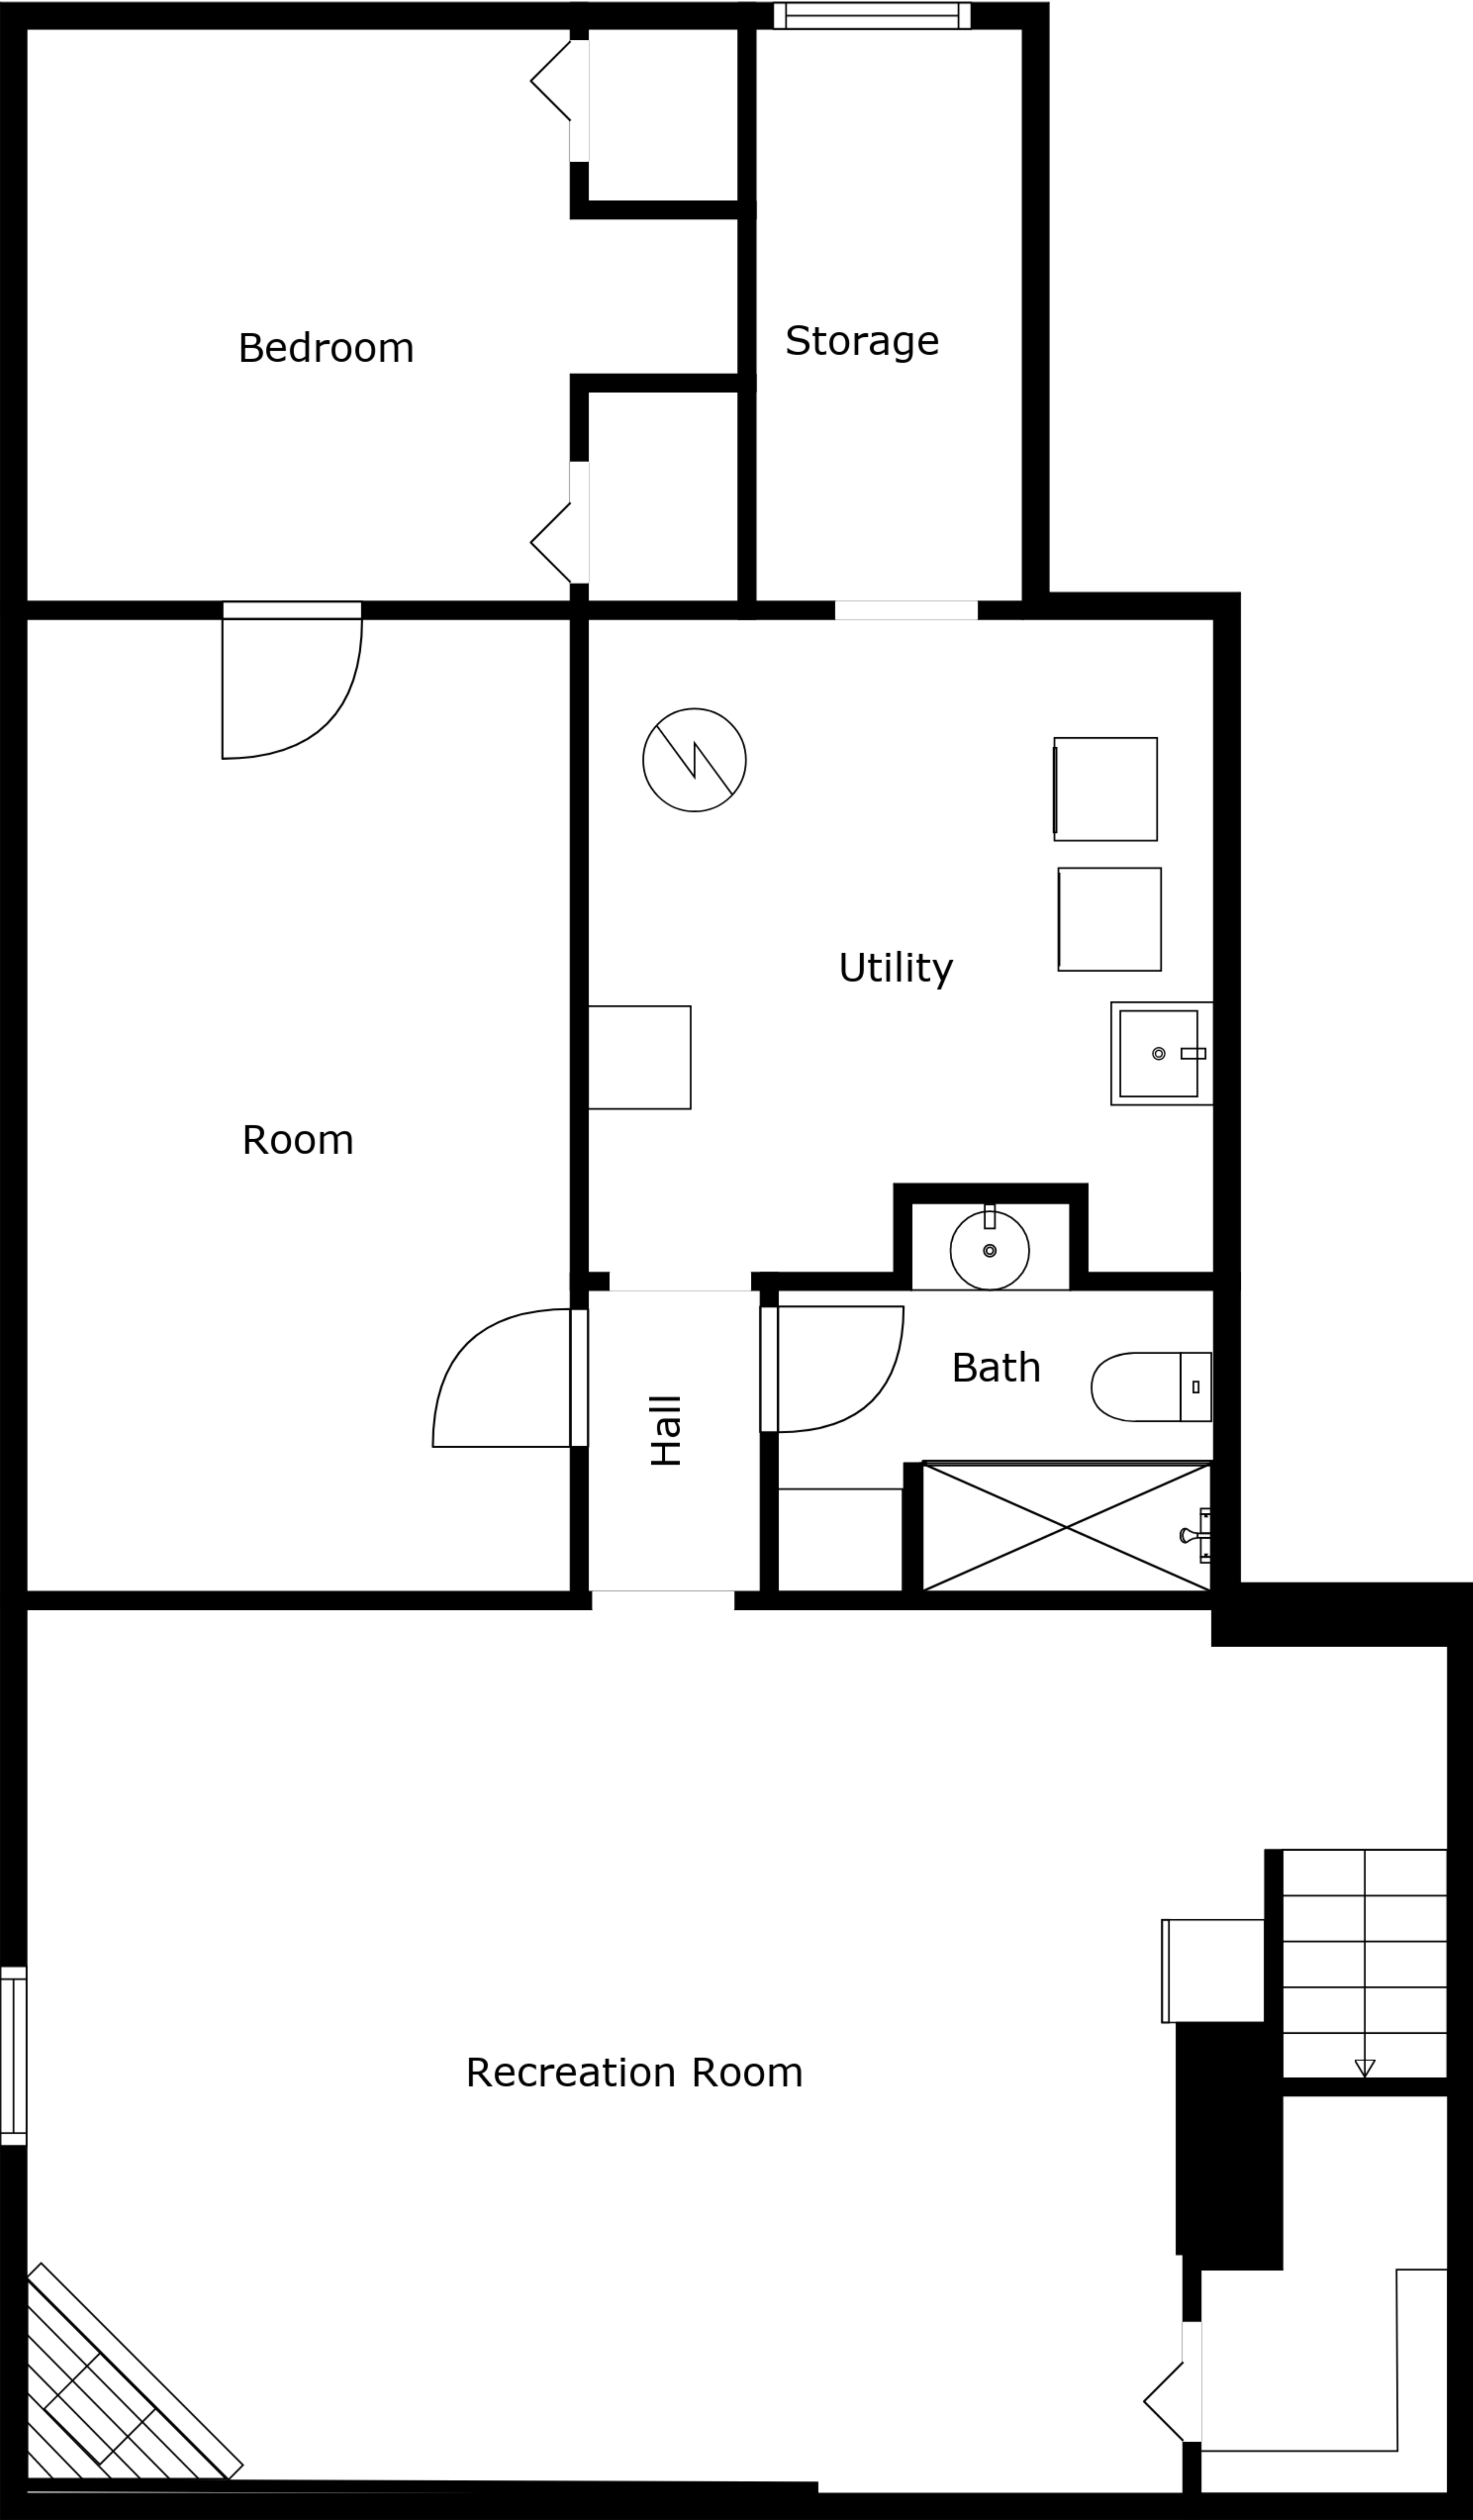 Bedroom
Storage
Utility
Room
Bath
Hall
Recreation Room